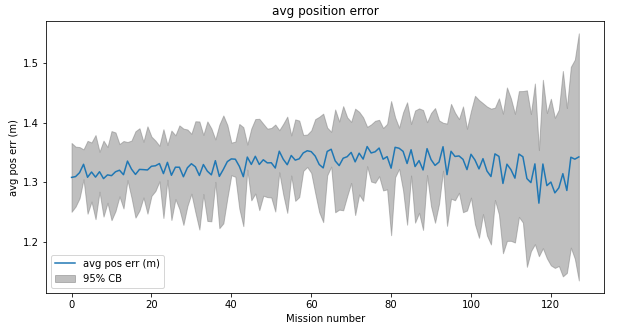 avg position error
avg pos err (m)
1.5
1.4
1.3
1.2
avg pos err (m)
95% CB
0
20
40
60
80
100
120
Mission number